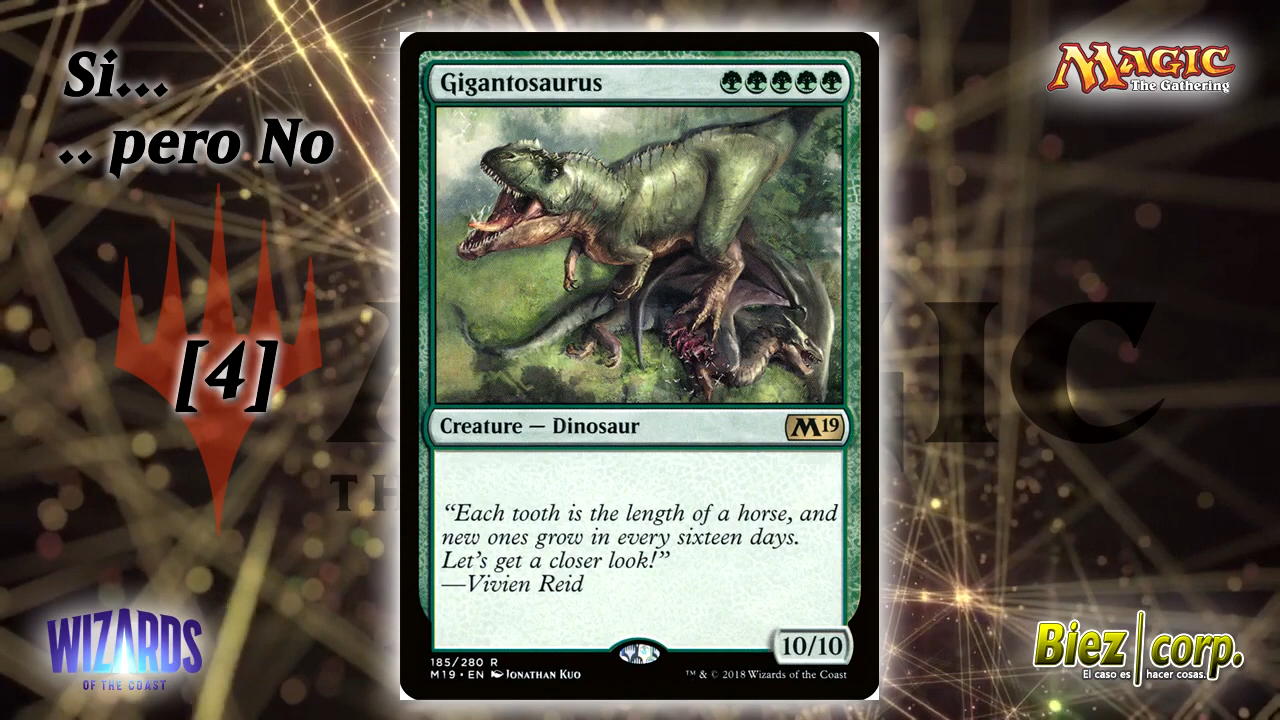 Si...
.. pero No
[4]
WIZARDS
OF THE COAST
Gigantosaurus
Creature — Dinosaur
M19
“Each tooth is the length of a horse, and
new ones grow in every sixteen days.
Let's get a closer look!”
—Vivien Reid
10/10
185/280 R
M19 • EN Jonathan Kuo
™ & © 2018 Wizards of the Coast
MAGIC
The Gathering
Biez corp.
El caso es hacer cosas.